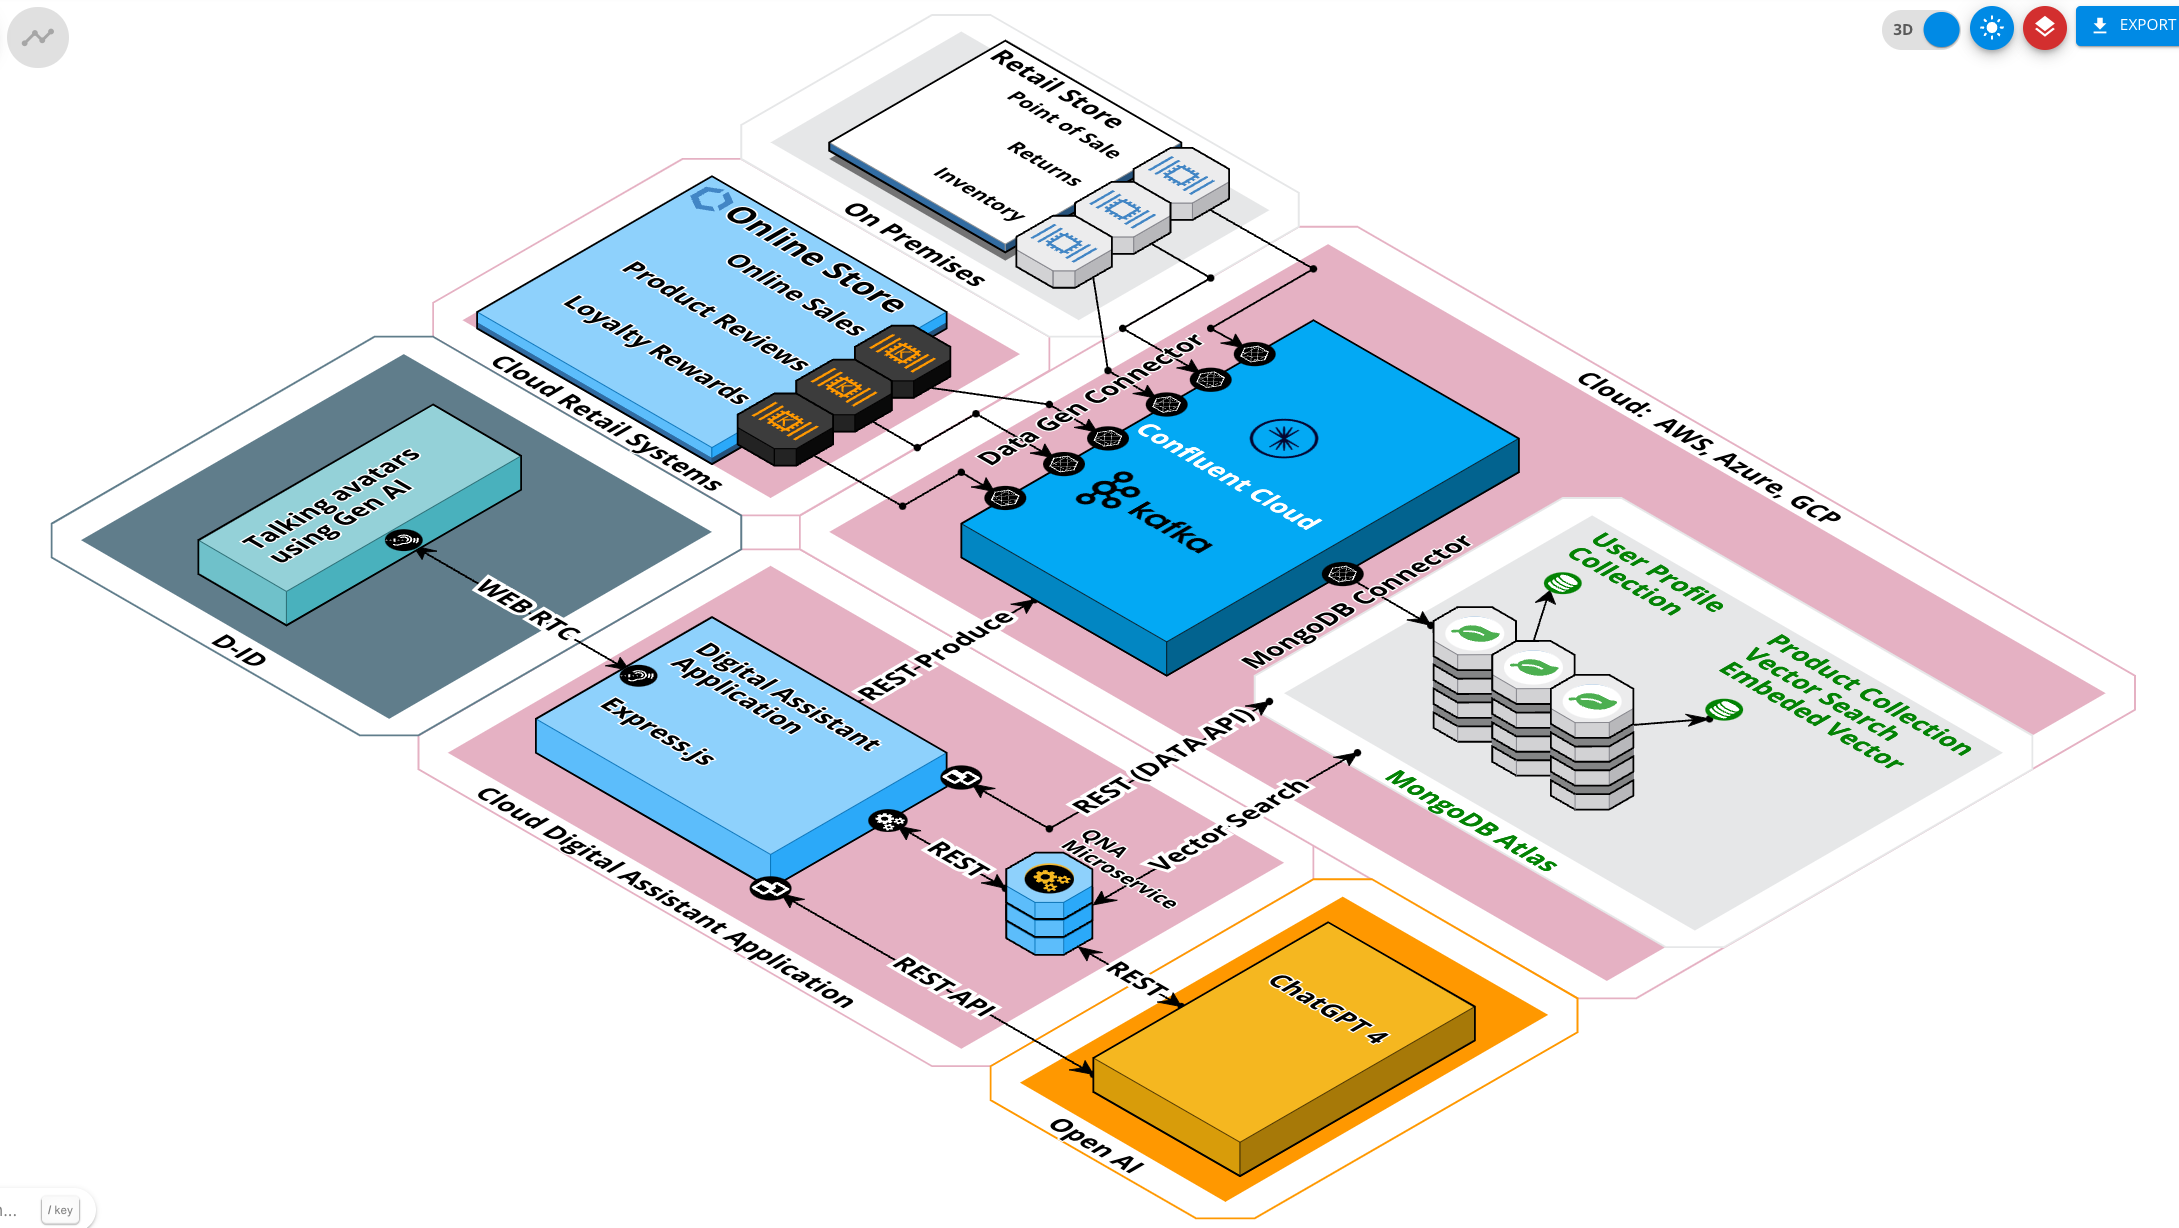 3D
EXPORT
Retail Store
Point of Sale
Returns
Inventory
On Premises
Online Store
Online Sales
Product Reviews
Loyalty Rewards
Cloud Retail Systems
Data Gen Connector
Confluent Cloud
kafka
Cloud: AWS, Azure, GCP
Talking avatars
using Gen AI
WEB RTC
D-ID
MongoDB Connector
User Profile
Collection
Product Collection
Vector Search
Embeded Vector
MongoDB Atlas
REST-Produce
Digital Assistant
Application
Express.js
REST (DATA API)
Vector Search
QNA
Microservice
REST
REST
REST-API
Cloud Digital Assistant Application
ChatGPT 4
Open AI
/ key